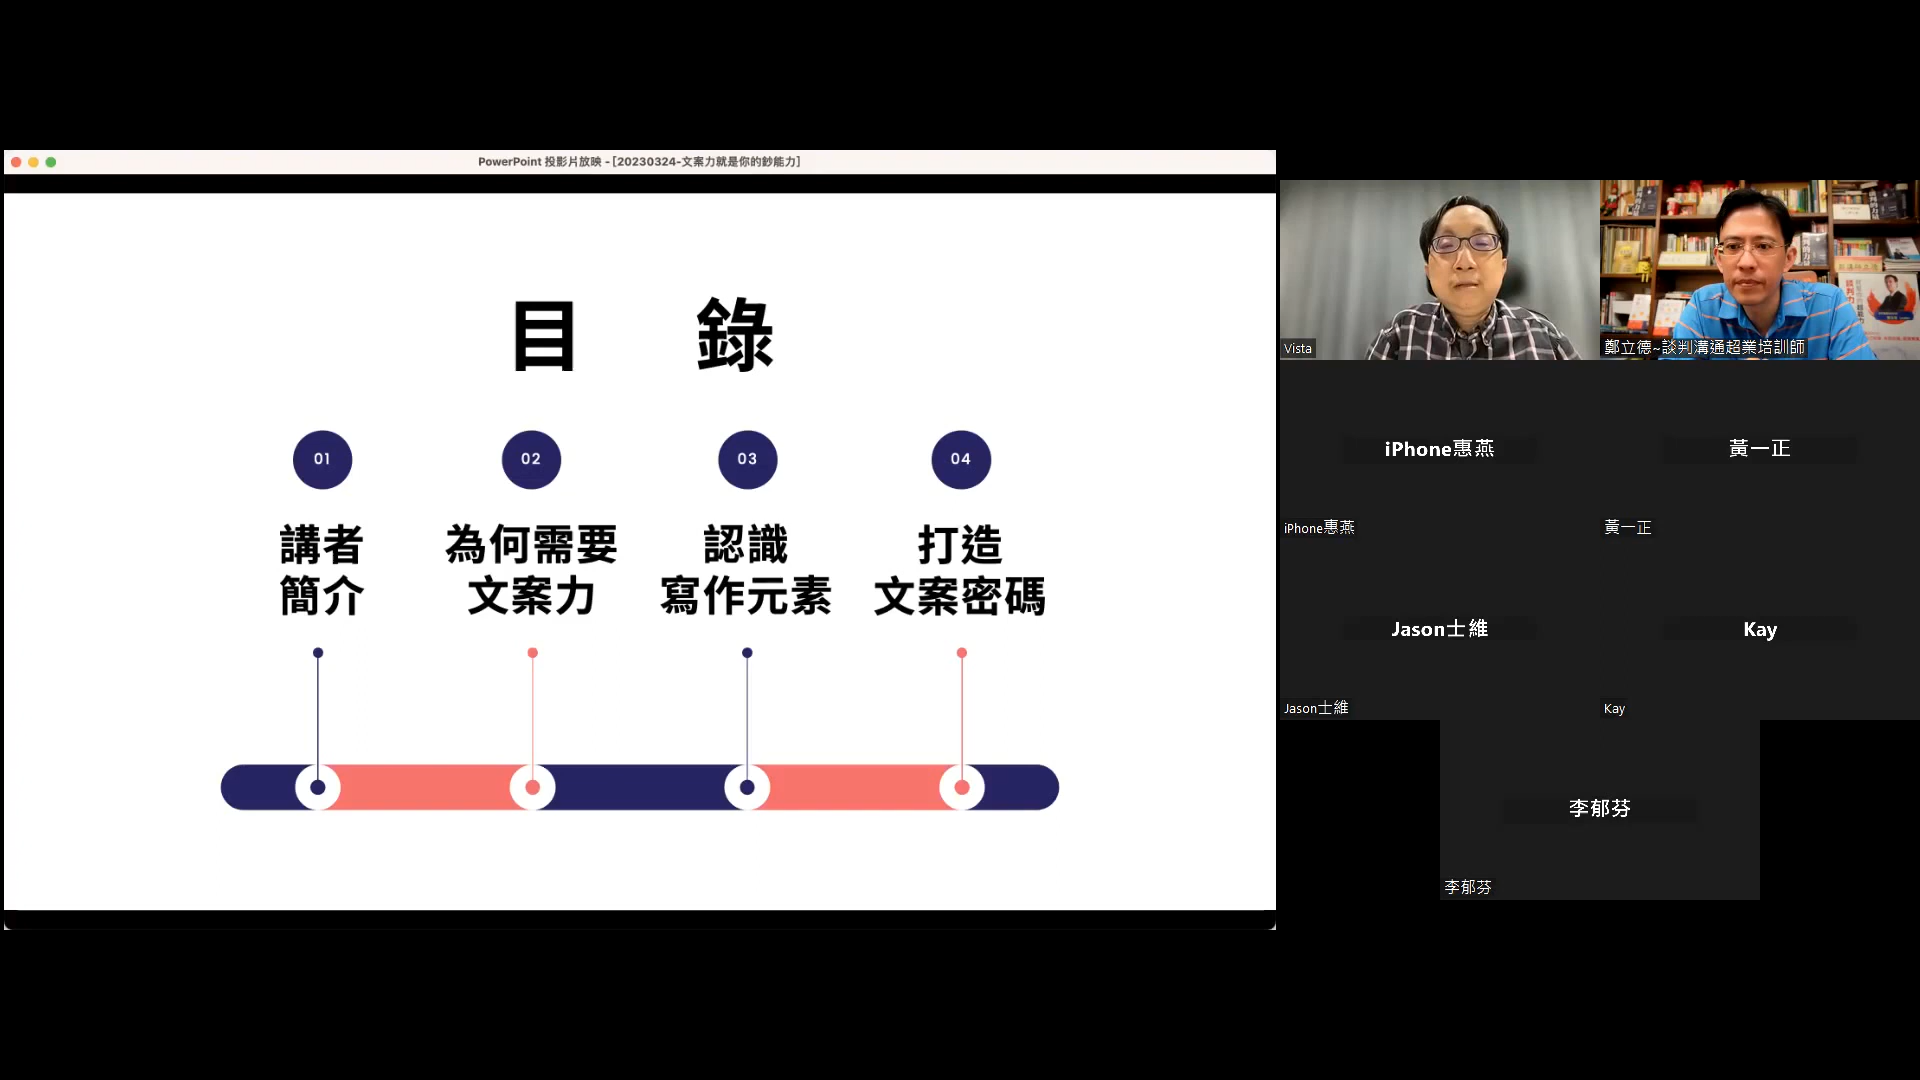 PowerPoint 投影片放映 - [20230324-文案力就是你的鈔能力]
目 錄
01
02
03
04
講者
簡介
為何需要
文案力
認識
寫作元素
打造
文案密碼
Vista
鄭立德~談判溝通超業培訓師
iPhone惠燕
iPhone惠燕
黃一正
黃一正
Jason士維
Jason士維
Kay
Kay
李郁芬
李郁芬